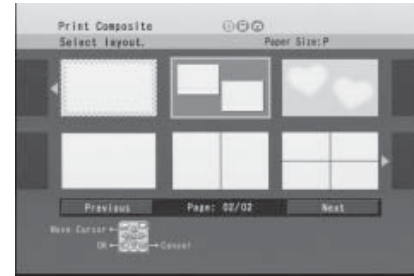 Print Composite
Select layout. Paper Size:P
Previous Page: 02/02 Next
Move Cursor
OK Cancel